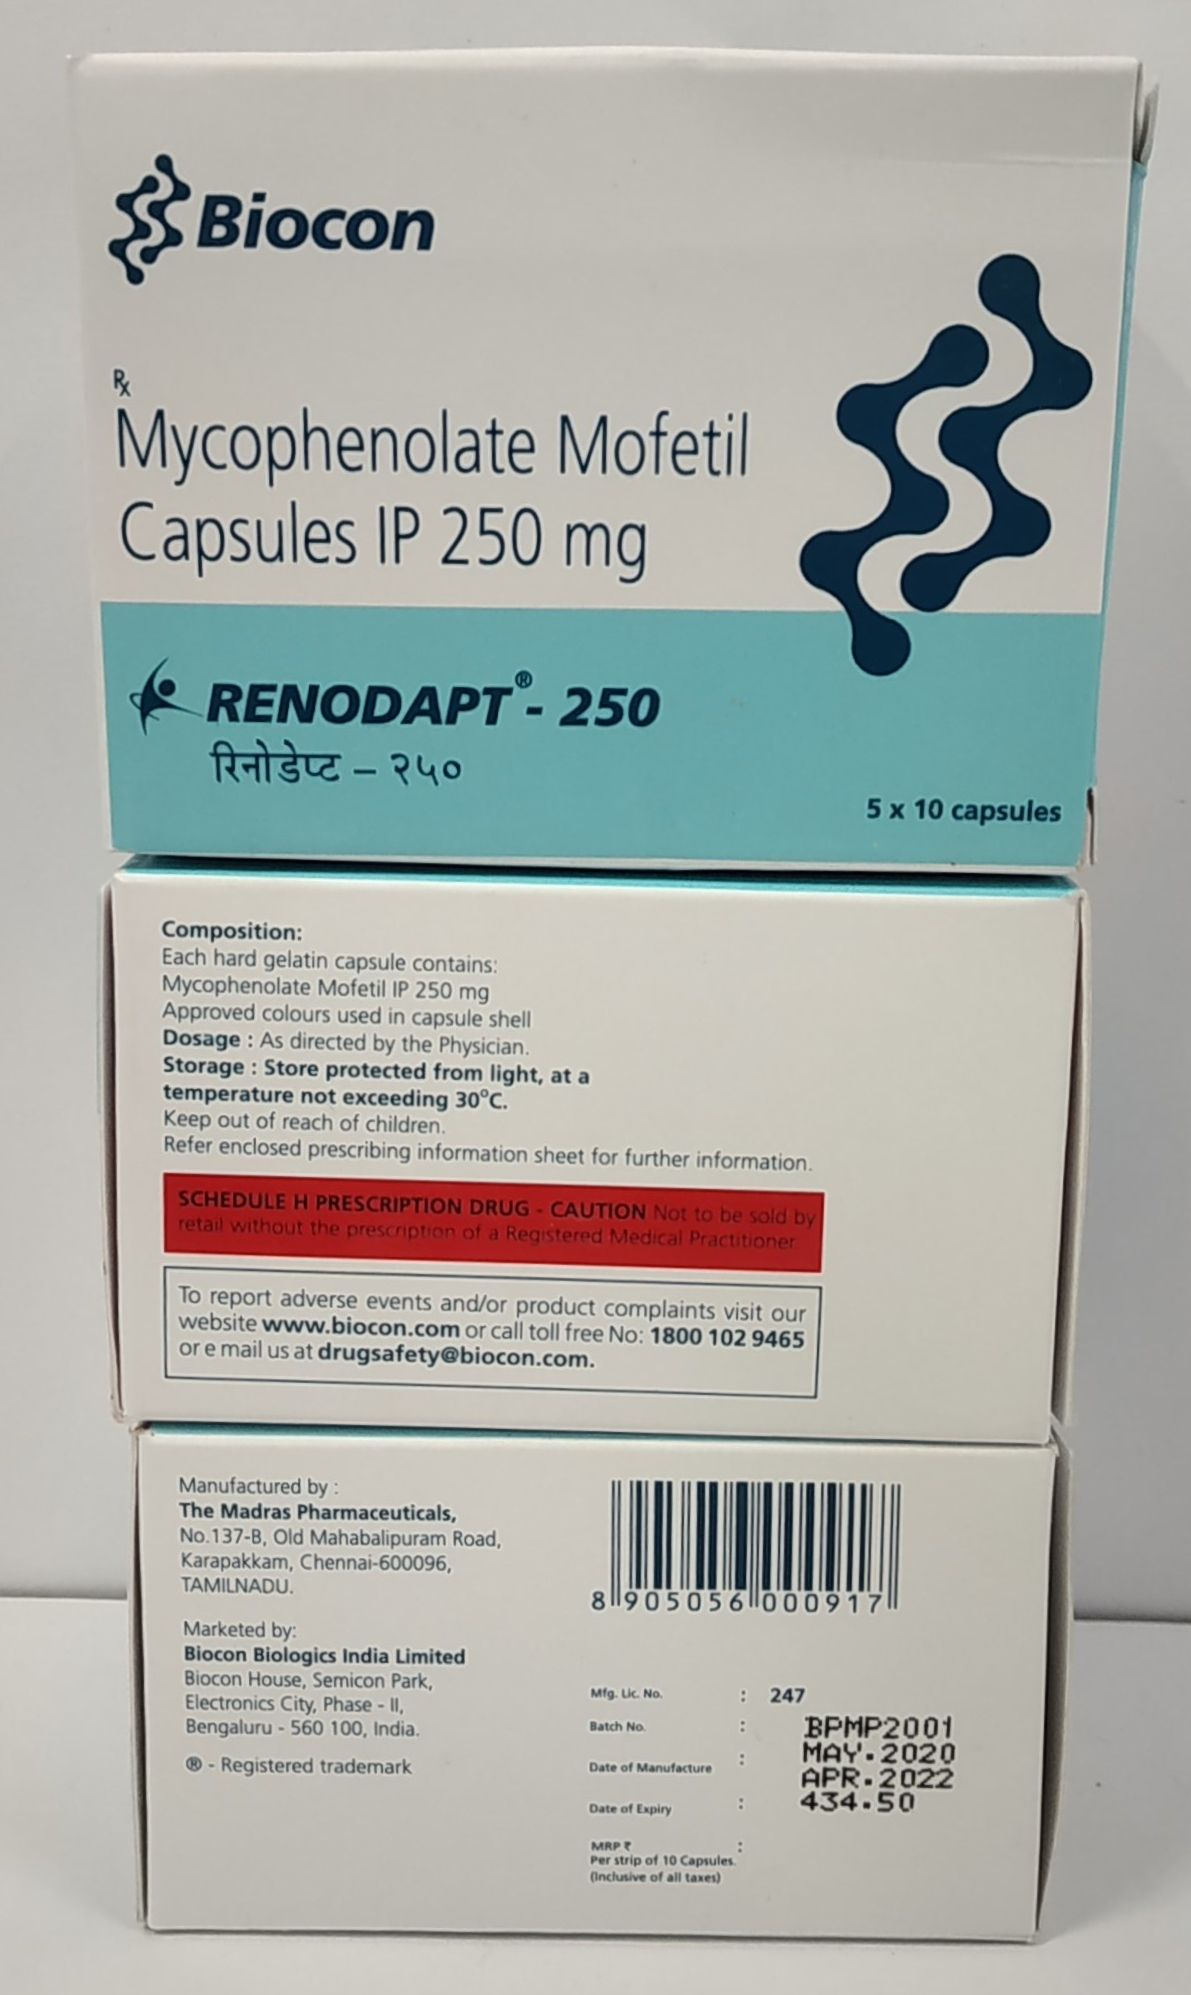 Biocon
Rx
Mycophenolate Mofetil
Capsules IP 250 mg
RENODAPT® - 250
रिनोडेप्ट – २५०
5 x 10 capsules
Composition:
Each hard gelatin capsule contains:
Mycophenolate Mofetil IP 250 mg
Approved colours used in capsule shell
Dosage : As directed by the Physician.
Storage : Store protected from light, at a
temperature not exceeding 30°C.
Keep out of reach of children.
Refer enclosed prescribing information sheet for further information.
SCHEDULE H PRESCRIPTION DRUG - CAUTION Not to be sold by
retail without the prescription of a Registered Medical Practitioner.
To report adverse events and/or product complaints visit our
website www.biocon.com or call toll free No: 1800 102 9465
or e mail us at drugsafety@biocon.com.
Manufactured by :
The Madras Pharmaceuticals,
No.137-B, Old Mahabalipuram Road,
Karapakkam, Chennai-600096,
TAMILNADU.
Marketed by:
Biocon Biologics India Limited
Biocon House, Semicon Park,
Electronics City, Phase - II,
Bengaluru - 560 100, India.
® - Registered trademark
8 905056 000917
Mfg. Lic. No. : 247
Batch No. : BPMP2001
Date of Manufacture : MAY.2020
Date of Expiry : APR.2022
MRP ₹ : 434.50
Per strip of 10 Capsules.
(Inclusive of all taxes)